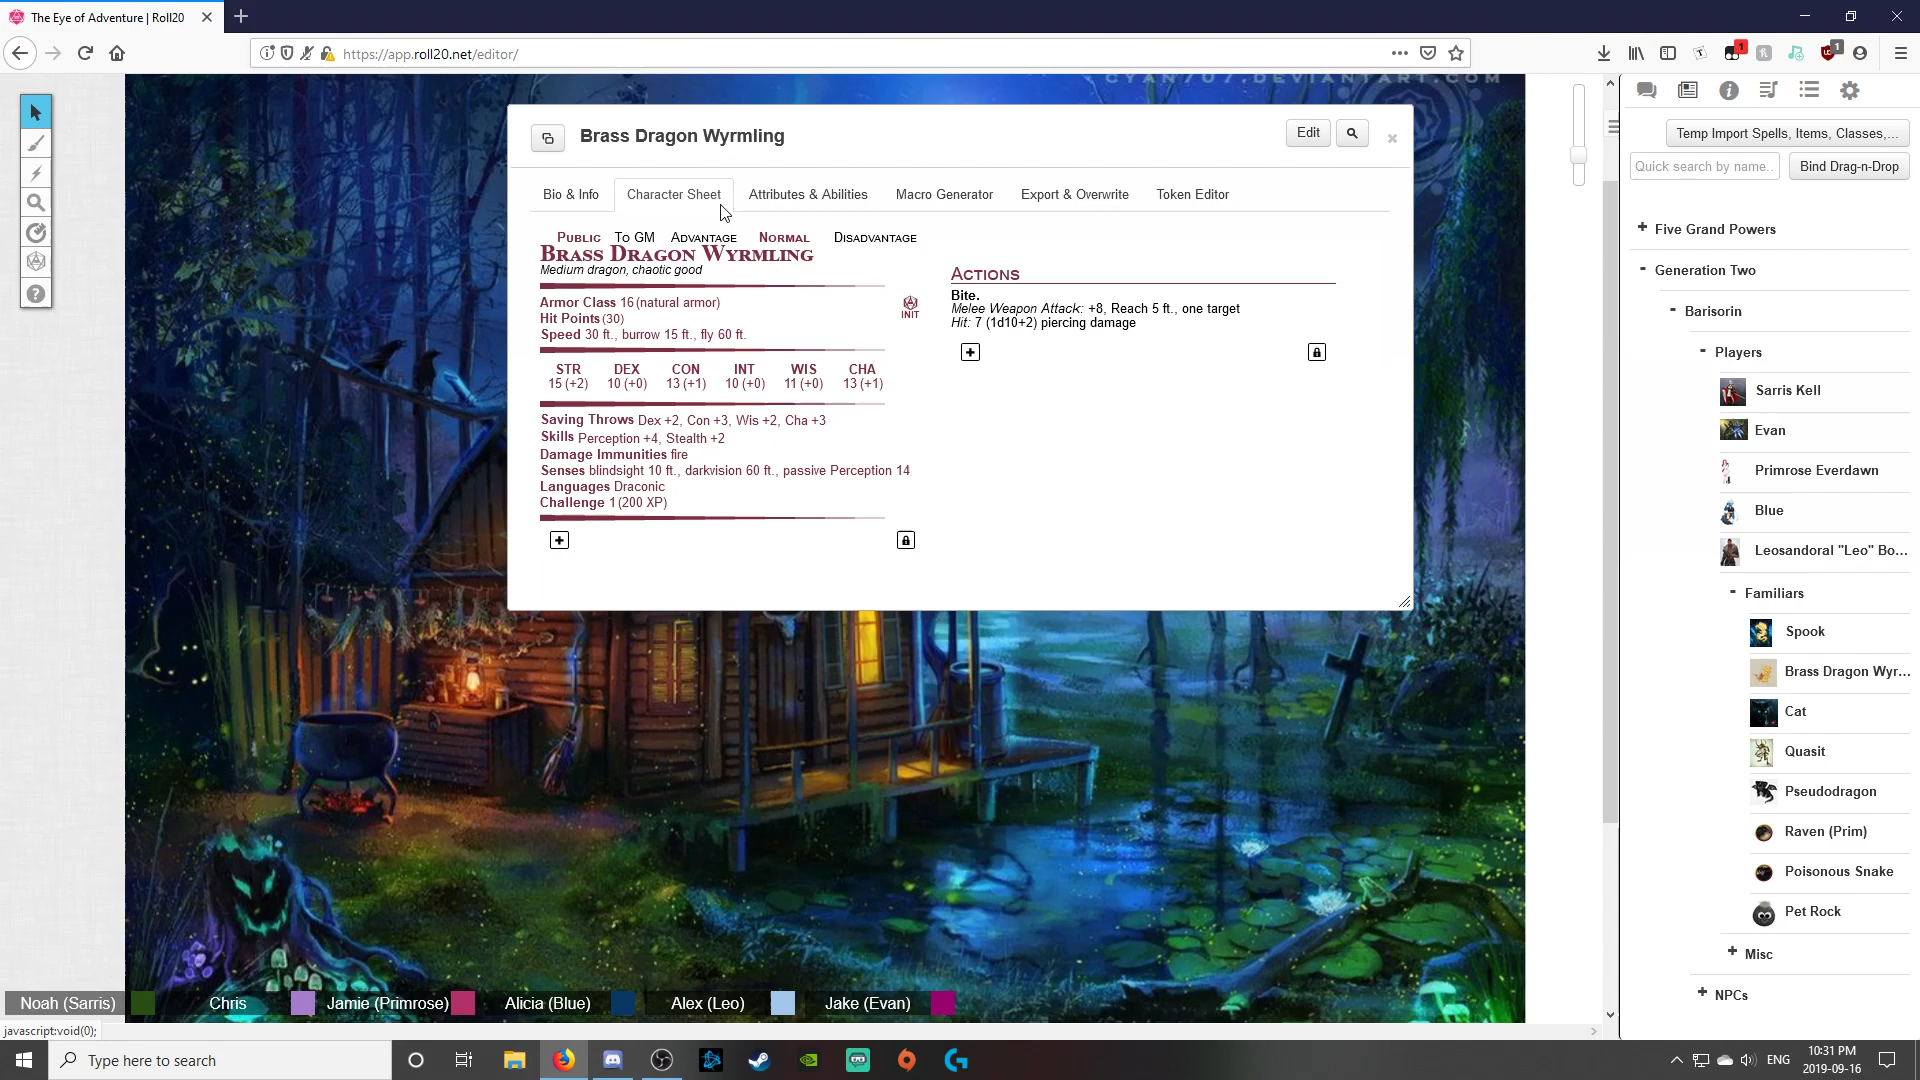 The Eye of Adventure | Roll20
https://app.roll20.net/editor/
1
1
CYAN707.DEVIANTART.COM
Brass Dragon Wyrmling
Edit
Bio & Info
Character Sheet
Attributes & Abilities
Macro Generator
Export & Overwrite
Token Editor
PUBLIC To GM ADVANTAGE NORMAL DISADVANTAGE
BRASS DRAGON WYRMLING
Medium dragon, chaotic good
Armor Class 16 (natural armor)
Hit Points (30)
Speed 30 ft., burrow 15 ft., fly 60 ft.
INIT
STR DEX CON INT WIS CHA
15 (+2) 10 (+0) 13 (+1) 10 (+0) 11 (+0) 13 (+1)
Saving Throws Dex +2, Con +3, Wis +2, Cha +3
Skills Perception +4, Stealth +2
Damage Immunities fire
Senses blindsight 10 ft., darkvision 60 ft., passive Perception 14
Languages Draconic
Challenge 1 (200 XP)
ACTIONS
Bite.
Melee Weapon Attack: +8, Reach 5 ft., one target
Hit: 7 (1d10+2) piercing damage
Temp Import Spells, Items, Classes,...
Quick search by name..
Bind Drag-n-Drop
+ Five Grand Powers
- Generation Two
- Barisorin
- Players
Sarris Kell
Evan
Primrose Everdawn
Blue
Leosandoral "Leo" Bo...
- Familiars
Spook
Brass Dragon Wyr...
Cat
Quasit
Pseudodragon
Raven (Prim)
Poisonous Snake
Pet Rock
+ Misc
+ NPCs
Noah (Sarris)
Chris
Jamie (Primrose)
Alicia (Blue)
Alex (Leo)
Jake (Evan)
javascript:void(0);
Type here to search
ENG
10:31 PM
2019-09-16